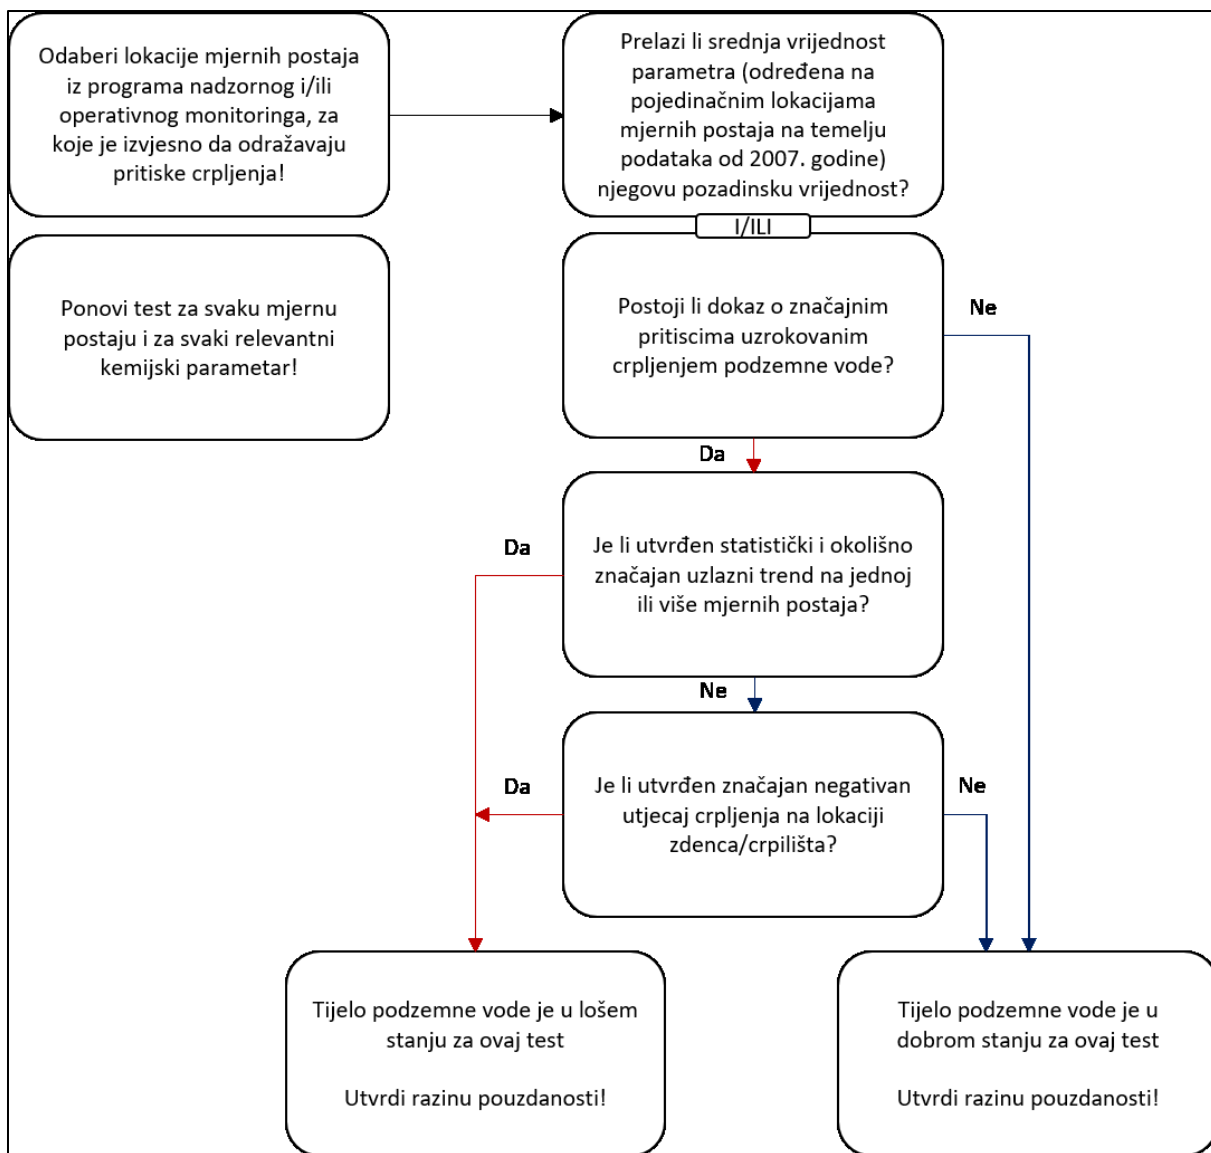 Odaberi lokacije mjernih postaja
iz programa nadzornog i/ili
operativnog monitoringa, za
koje je izvjesno da odražavaju
pritiske crpljenja!
Prelazi li srednja vrijednost
parametra (određena na
pojedinačnim lokacijama
mjernih postaja na temelju
podataka od 2007. godine)
njegovu pozadinsku vrijednost?
I/ILI
Ponovi test za svaku mjernu
postaju i za svaki relevantni
kemijski parametar!
Postoji li dokaz o značajnim
pritiscima uzrokovanim
crpljenjem podzemne vode?
Ne
Da
Je li utvrđen statistički i okolišno
značajan uzlazni trend na jednoj
ili više mjernih postaja?
Da
Ne
Je li utvrđen značajan negativan
utjecaj crpljenja na lokaciji
zdenca/crpilišta?
Da
Ne
Tijelo podzemne vode je u lošem
stanju za ovaj test
Utvrdi razinu pouzdanosti!
Tijelo podzemne vode je u
dobrom stanju za ovaj test
Utvrdi razinu pouzdanosti!